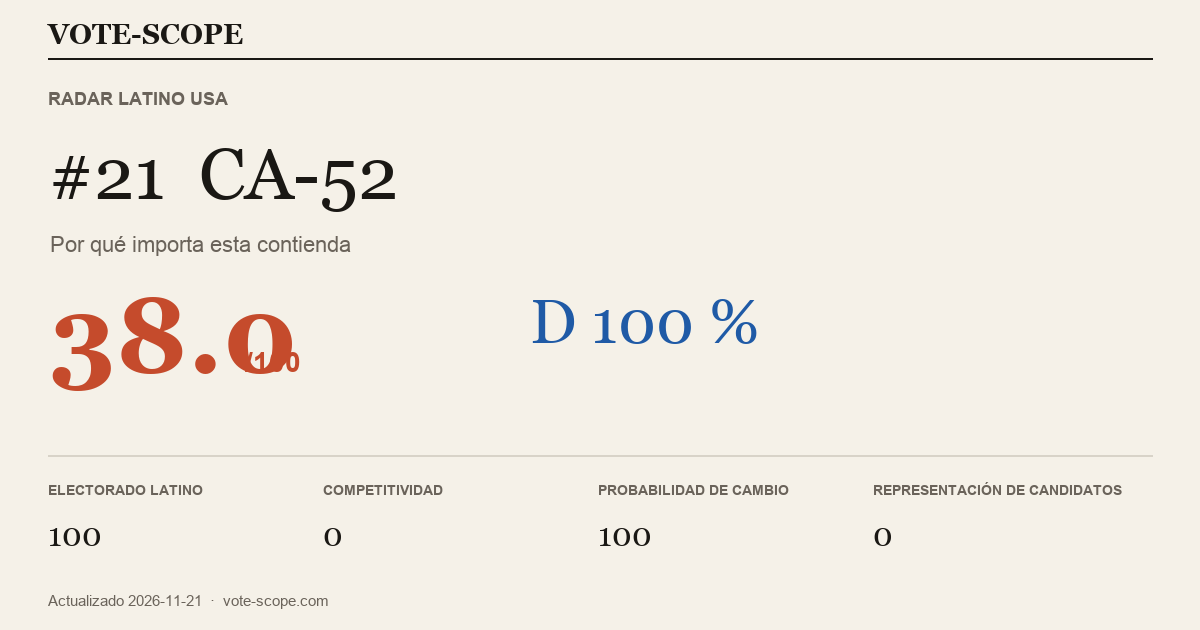 VOTE-SCOPE
RADAR LATINO USA
#21 CA-52
Por qué importa esta contienda
38.0 /100
D 100 %
ELECTORADO LATINO
100
COMPETITIVIDAD
0
PROBABILIDAD DE CAMBIO
100
REPRESENTACIÓN DE CANDIDATOS
0
Actualizado 2026-11-21 · vote-scope.com